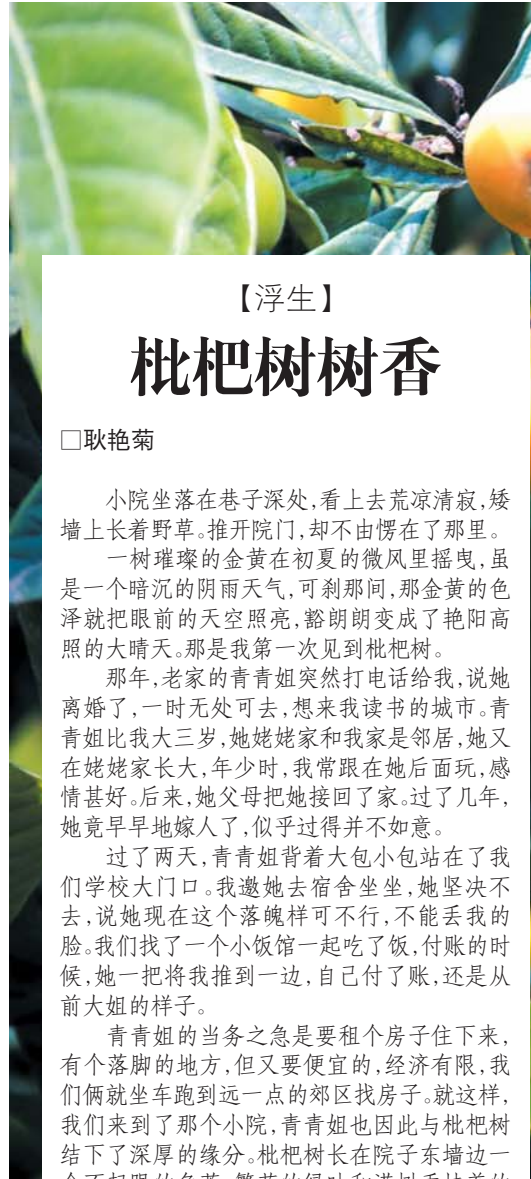 【浮生】
枇杷树树香
□耿艳菊
小院坐落在巷子深处,看上去荒凉清寂,矮
墙上长着野草。推开院门,却不由愣在了那里。
一树璀璨的金黄在初夏的微风里摇曳,虽
是一个暗沉的阴雨天气,可刹那间,那金黄的色
泽就把眼前的天空照亮,豁朗朗变成了艳阳高
照的大晴天。那是我第一次见到枇杷树。
那年,老家的青青姐突然打电话给我,说她
离婚了,一时无处可去,想来我读书的城市。青
青姐比我大三岁,她姥姥家和我家是邻居,她又
在姥姥家长大,年少时,我常跟在她后面玩,感
情甚好。后来,她父母把她接回了家。过了几年,
她竟早早地嫁人了,似乎过得并不如意。
过了两天,青青姐背着大包小包站在了我
们学校大门口。我邀她去宿舍坐坐,她坚决不
去,说她现在这个落魄样可不行,不能丢我的
脸。我们找了一个小饭馆一起吃了饭,付账的时
候,她一把将我推到一边,自己付了账,还是从
前大姐的样子。
青青姐的当务之急是要租个房子住下来,
有个落脚的地方,但又要便宜的,经济有限,我
们俩就坐车跑到远一点的郊区找房子。就这样,
我们来到了那个小院,青青姐也因此与枇杷树
结下了深厚的缘分。枇杷树长在院子东墙边一